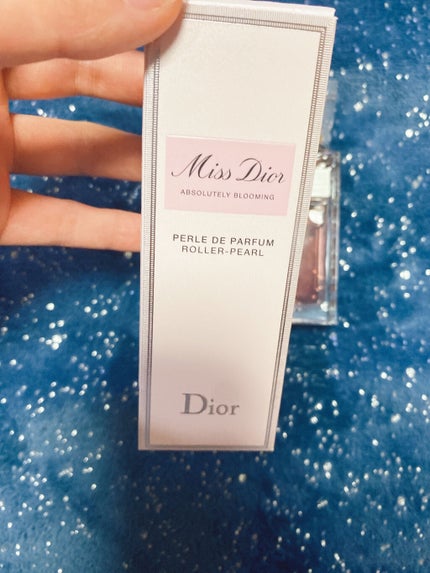 Miss Dior
ABSOLUTELY BLOOMING
PERLE DE PARFUM
ROLLER-PEARL
Dior